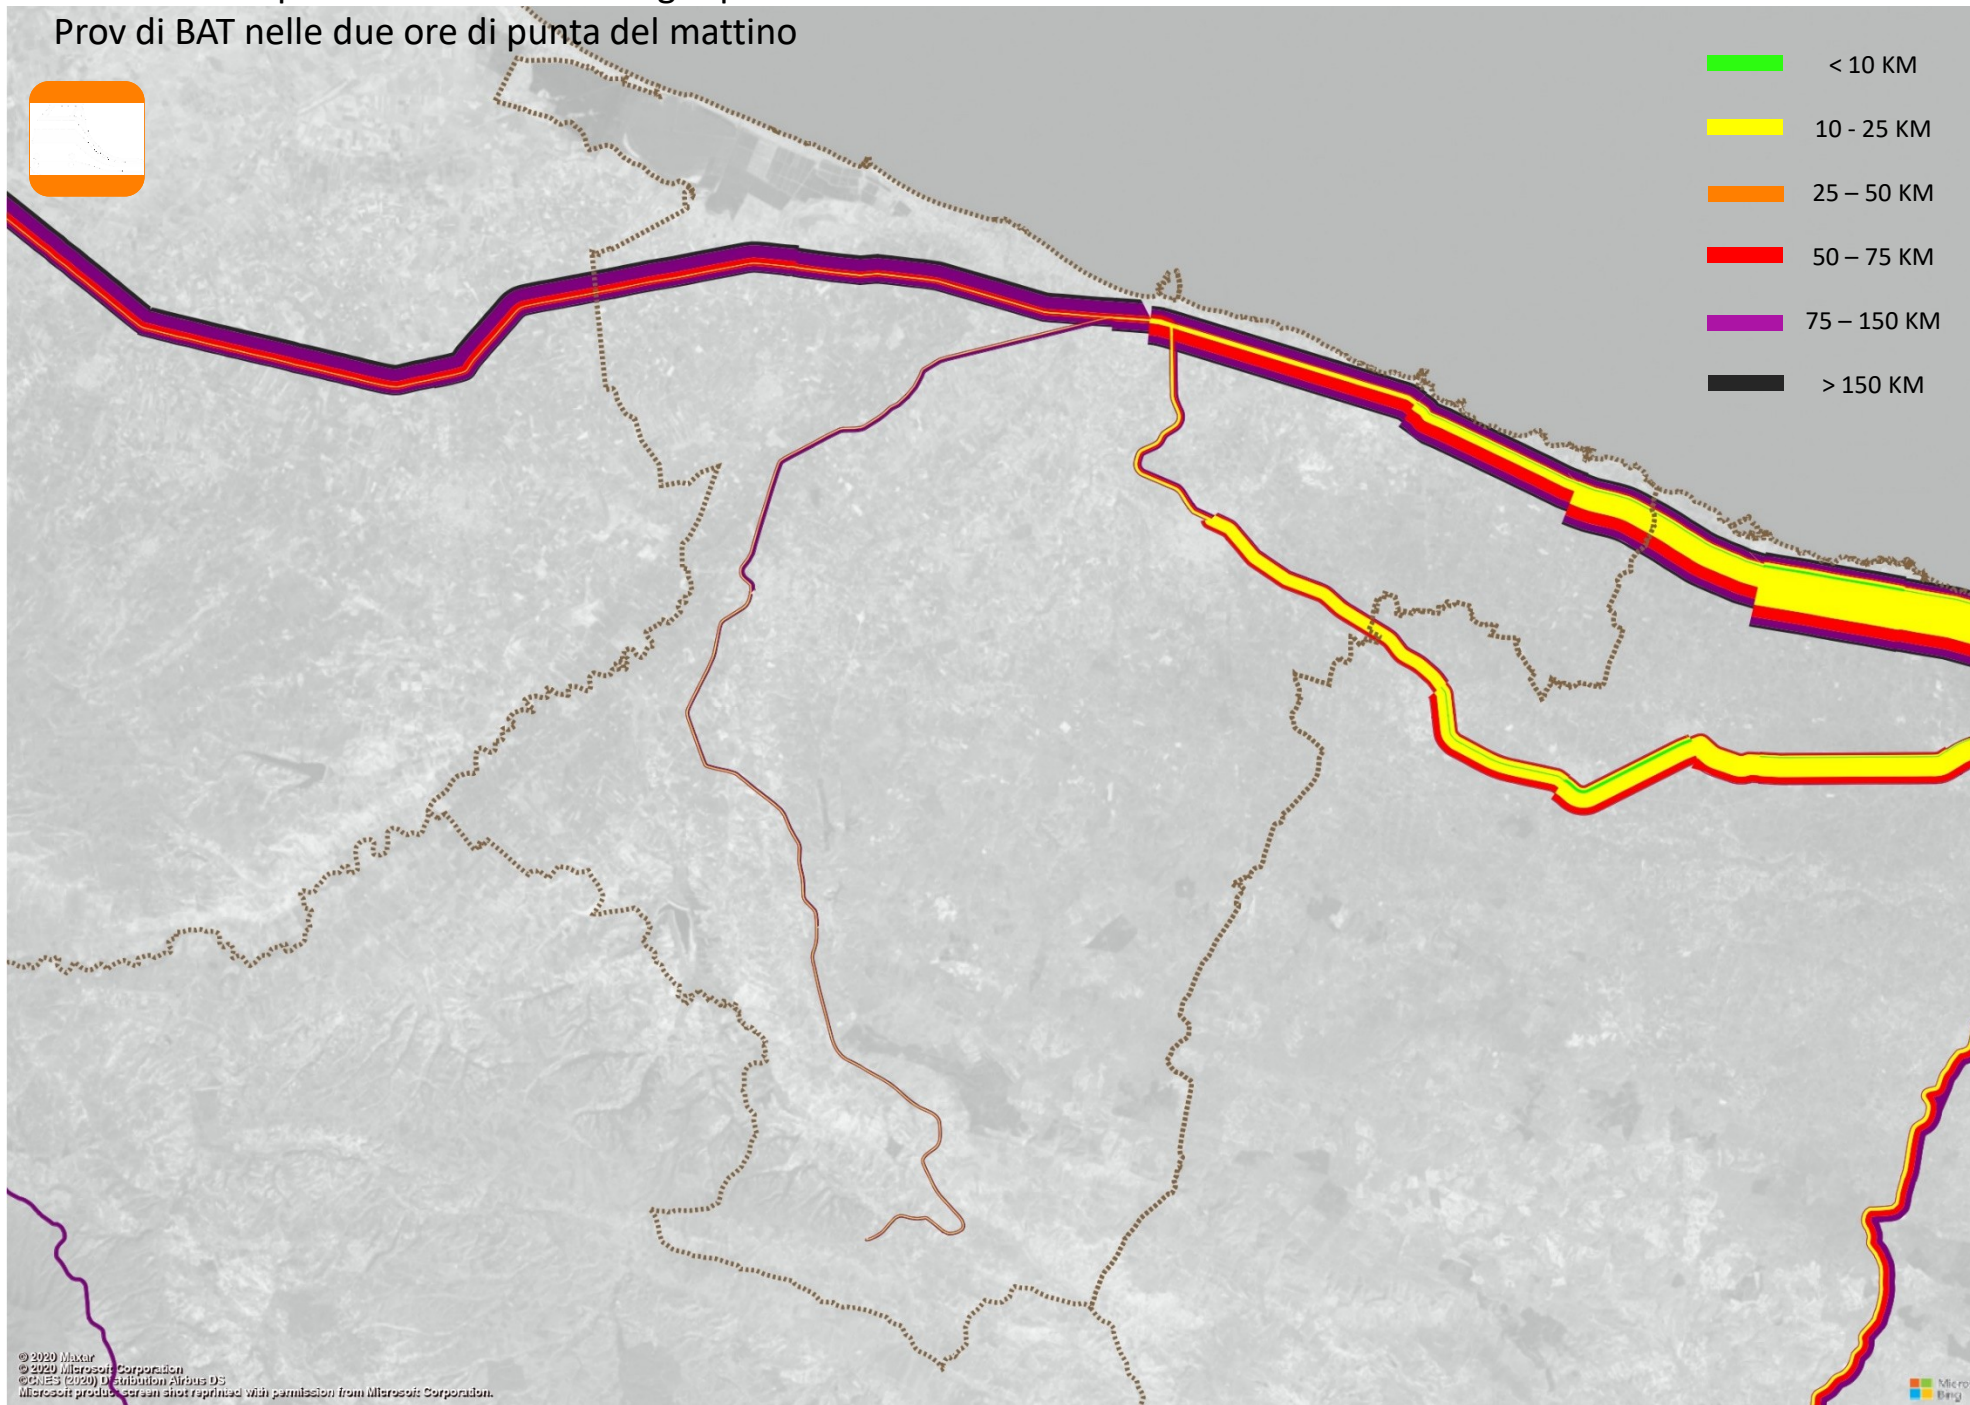 Prov di BAT nelle due ore di punta del mattino
< 10 KM
10 - 25 KM
25 – 50 KM
50 – 75 KM
75 – 150 KM
> 150 KM
© 2020 Maxar
© 2020 Microsoft Corporation
©CNES (2020) Distribution Airbus DS
Microsoft product screen shot reprinted with permission from Microsoft Corporation.
Bing